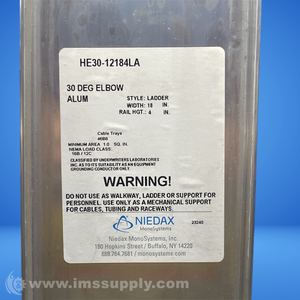 HE30-12184LA
30 DEG ELBOW
ALUM
STYLE: LADDER
WIDTH: 18 IN.
RAIL HGT.: 4 IN.
Cable Trays
46B8
MINIMUM AREA 1.0 SQ. IN.
NEMA LOAD CLASS:
16B / 12C
CLASSIFIED BY UNDERWRITERS LABORATORIES
INC. AS TO ITS SUITABILITY AS AN EQUIPMENT
GROUNDING CONDUCTOR ONLY.
WARNING!
DO NOT USE AS WALKWAY, LADDER OR SUPPORT FOR
PERSONNEL. USE ONLY AS A MECHANICAL SUPPORT
FOR CABLES, TUBING AND RACEWAYS.
NIEDAX
MonoSystems
23240
Niedax MonoSystems, Inc.
180 Hopkins Street / Buffalo, NY 14220
888.764.7681 / monosystems.com
© www.imssupply.com